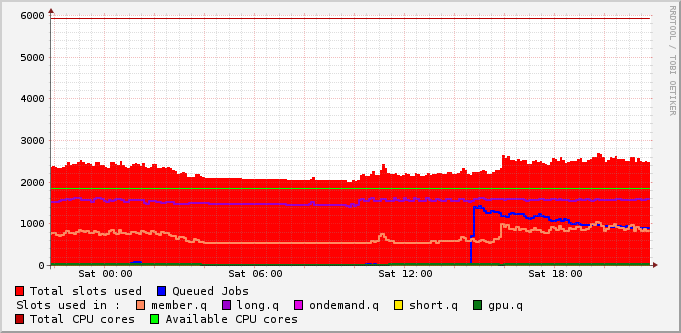 6000
5000
4000
3000
2000
1000
0
Sat 00:00 Sat 06:00 Sat 12:00 Sat 18:00
Total slots used Queued Jobs
Slots used in : member.q long.q ondemand.q short.q gpu.q
Total CPU cores Available CPU cores
RRDTOOL / TOBI OETIKER